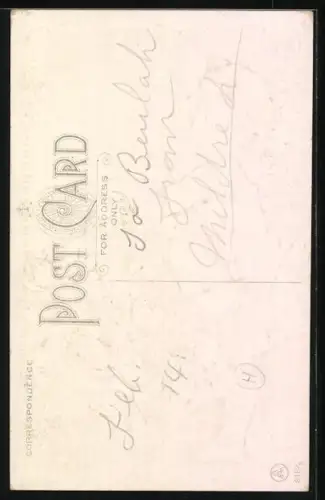 CORRESPONDENCE
POST CARD
FOR ADDRESS
ONLY
Feb.
14.
To Beulah
From
Mildred.
H